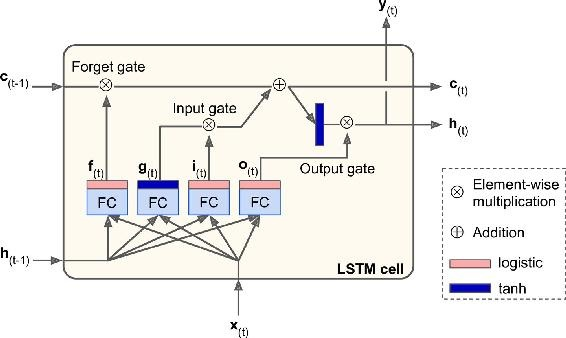 y(t)
Forget gate
c(t-1)
c(t)
Input gate
h(t)
f(t)
g(t)
i(t)
o(t)
Output gate
FC
FC
FC
FC
h(t-1)
LSTM cell
x(t)
Element-wise
multiplication
Addition
logistic
tanh